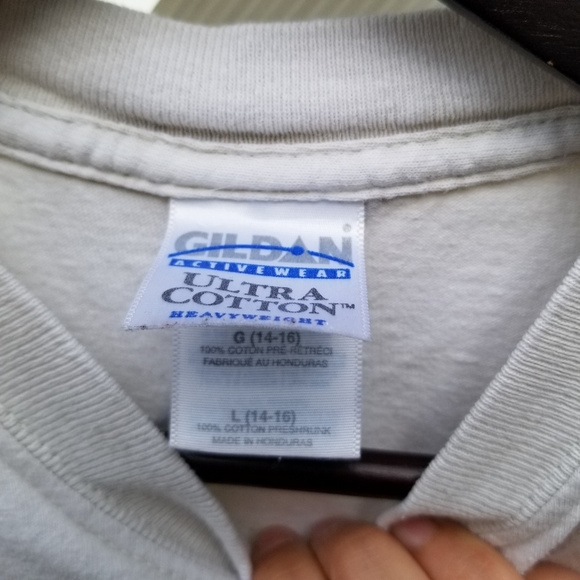 GILDAN®
ACTIVEWEAR
ULTRA
COTTON™
HEAVYWEIGHT
G (14-16)
100% COTON PRÉ-RÉTRÉCI
FABRIQUÉ AU HONDURAS
L (14-16)
100% COTTON PRESHRUNK
MADE IN HONDURAS